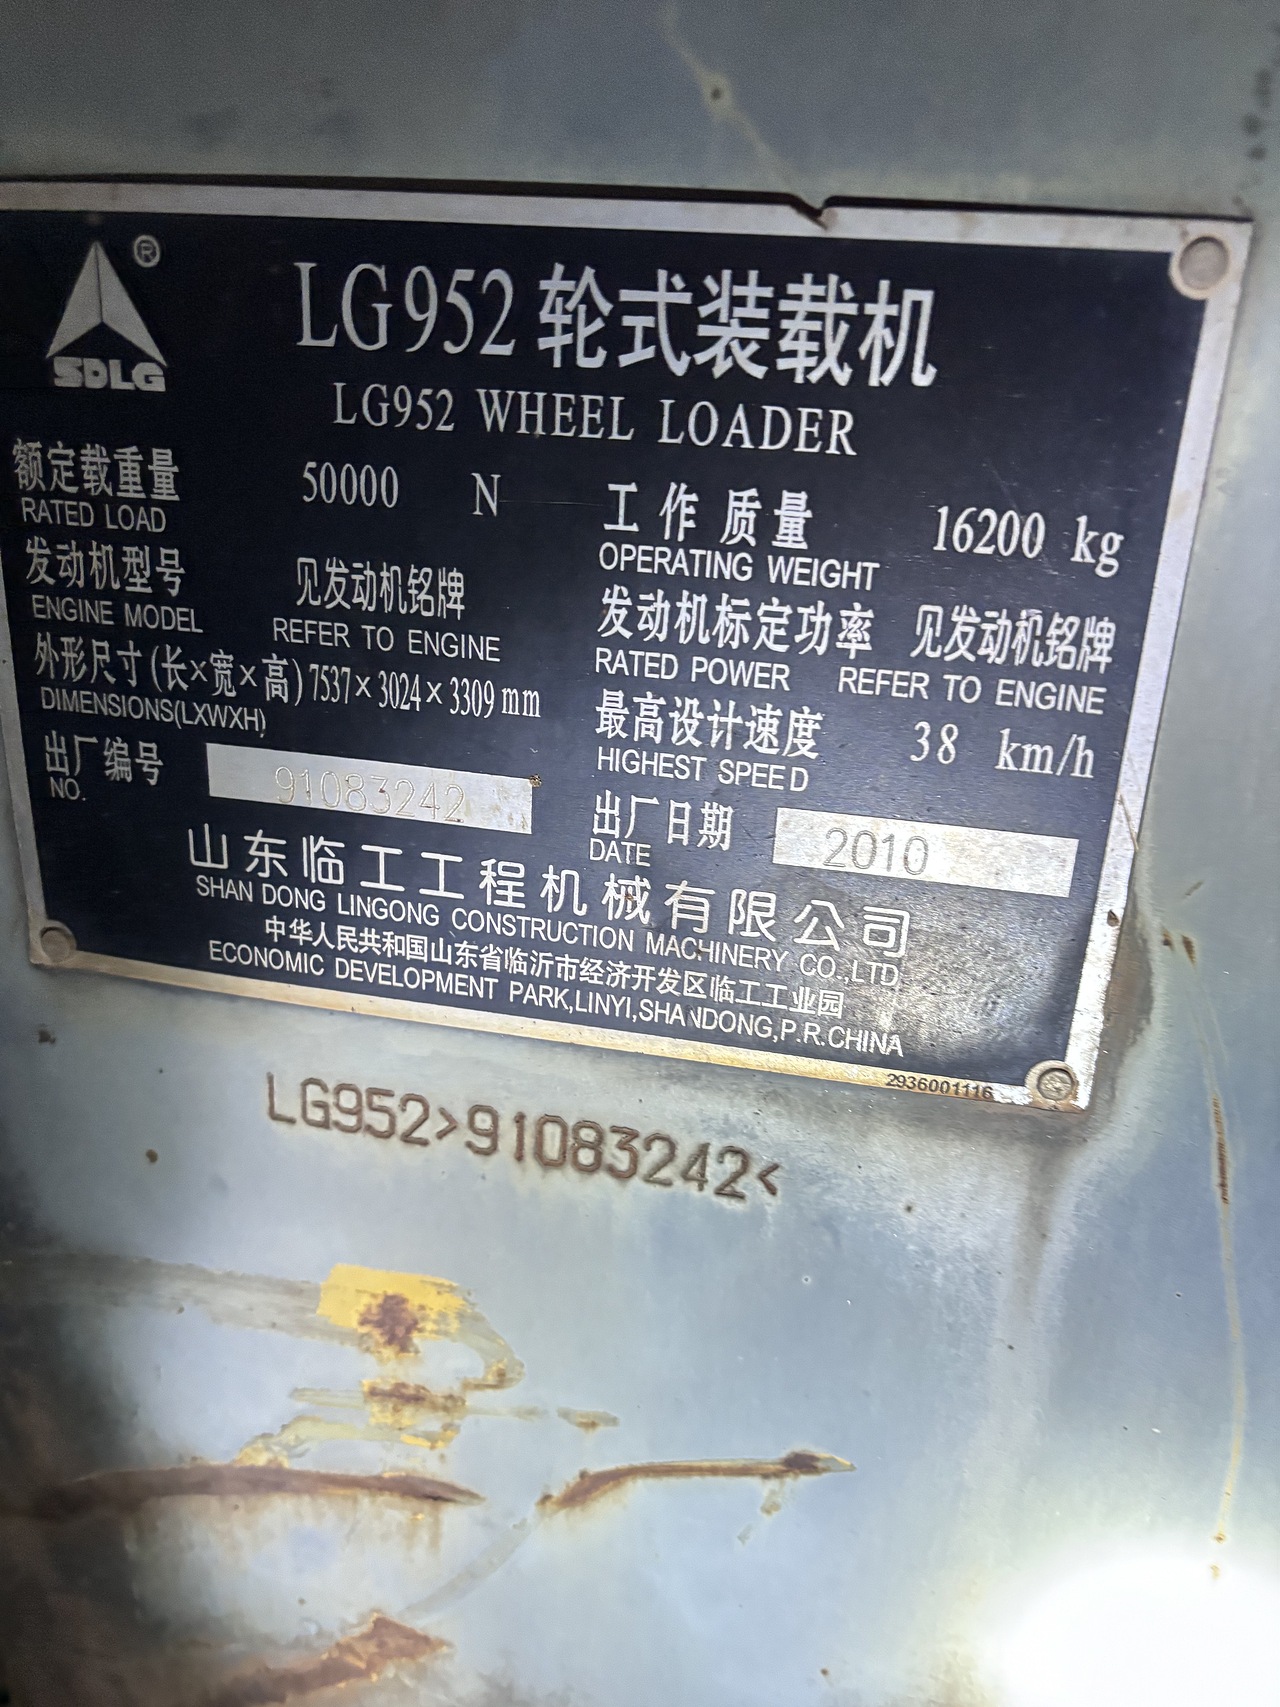 ®
SDLG
LG952 轮式装载机
LG952 WHEEL LOADER
额定载重量 50000 N
RATED LOAD
工作质量 16200 kg
OPERATING WEIGHT
发动机型号 见发动机铭牌
ENGINE MODEL REFER TO ENGINE
发动机标定功率 见发动机铭牌
RATED POWER REFER TO ENGINE
外形尺寸(长×宽×高) 7537×3024×3309 mm
DIMENSIONS(LXWXH)
最高设计速度 38 km/h
HIGHEST SPEED
出厂编号 91083242
NO.
出厂日期 2010
DATE
山东临工工程机械有限公司
SHAN DONG LINGONG CONSTRUCTION MACHINERY CO.,LTD
中华人民共和国山东省临沂市经济开发区临工工业园
ECONOMIC DEVELOPMENT PARK,LINYI,SHANDONG,P.R.CHINA
2936001116
LG952>91083242<